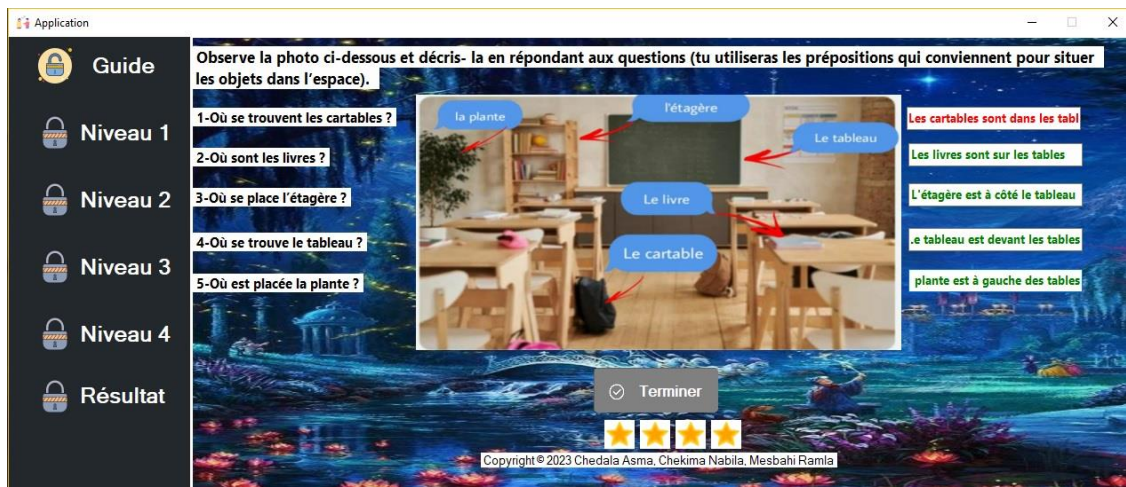 Application
Guide
Niveau 1
Niveau 2
Niveau 3
Niveau 4
Résultat
Observe la photo ci-dessous et décris- la en répondant aux questions (tu utiliseras les prépositions qui conviennent pour situer
les objets dans l'espace).
1-Où se trouvent les cartables ?
2-Où sont les livres ?
3-Où se place l'étagère ?
4-Où se trouve le tableau ?
5-Où est placée la plante ?
la plante
l'étagère
Le tableau
Le livre
Le cartable
Les cartables sont dans les tabl
Les livres sont sur les tables
L'étagère est à côté le tableau
.e tableau est devant les tables
plante est à gauche des tables
Terminer
Copyright © 2023 Chedala Asma, Chekima Nabila, Mesbahi Ramla